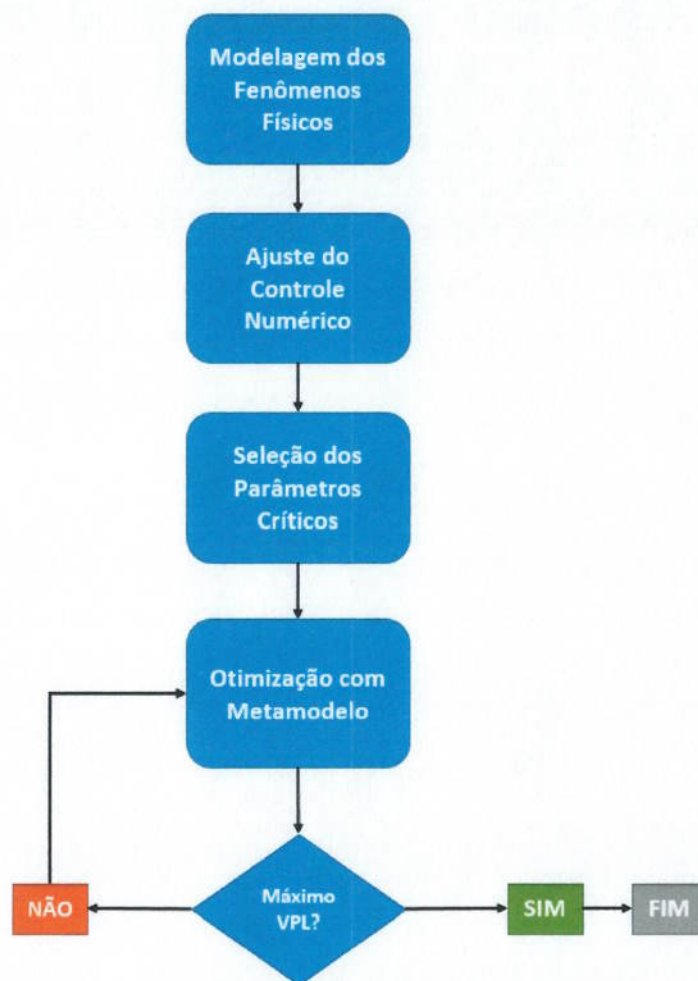 Modelagem dos
Fenômenos
Físicos
Ajuste do
Controle
Numérico
Seleção dos
Parâmetros
Críticos
Otimização com
Metamodelo
NÃO
Máximo
VPL?
SIM
FIM